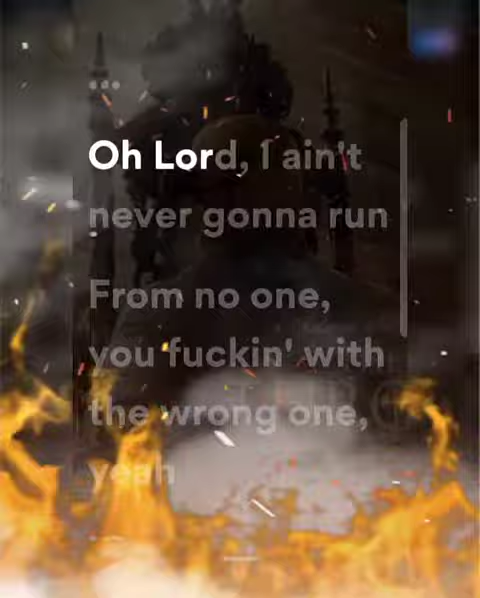 Oh Lord, I ain't
never gonna run
From no one,
you fuckin' with
the wrong one,
yeah